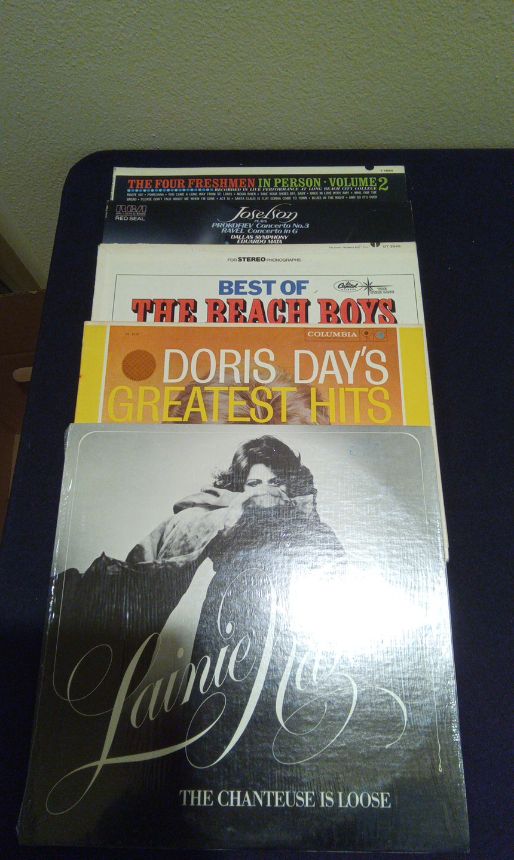 THE FOUR FRESHMEN IN PERSON · VOLUME 2
RECORDED IN LIVE PERFORMANCE AT LONG BEACH CITY COLLEGE
RCA
RED SEAL
Joselson
PLAYS
PROKOFIEV Concerto No.3
RAVEL Concerto in G
DALLAS SYMPHONY
EDUARDO MATA
FOR STEREO PHONOGRAPHS
Capitol
BEST OF
THE BEACH BOYS
COLUMBIA
DORIS DAY'S
GREATEST HITS
Lainie
THE CHANTEUSE IS LOOSE